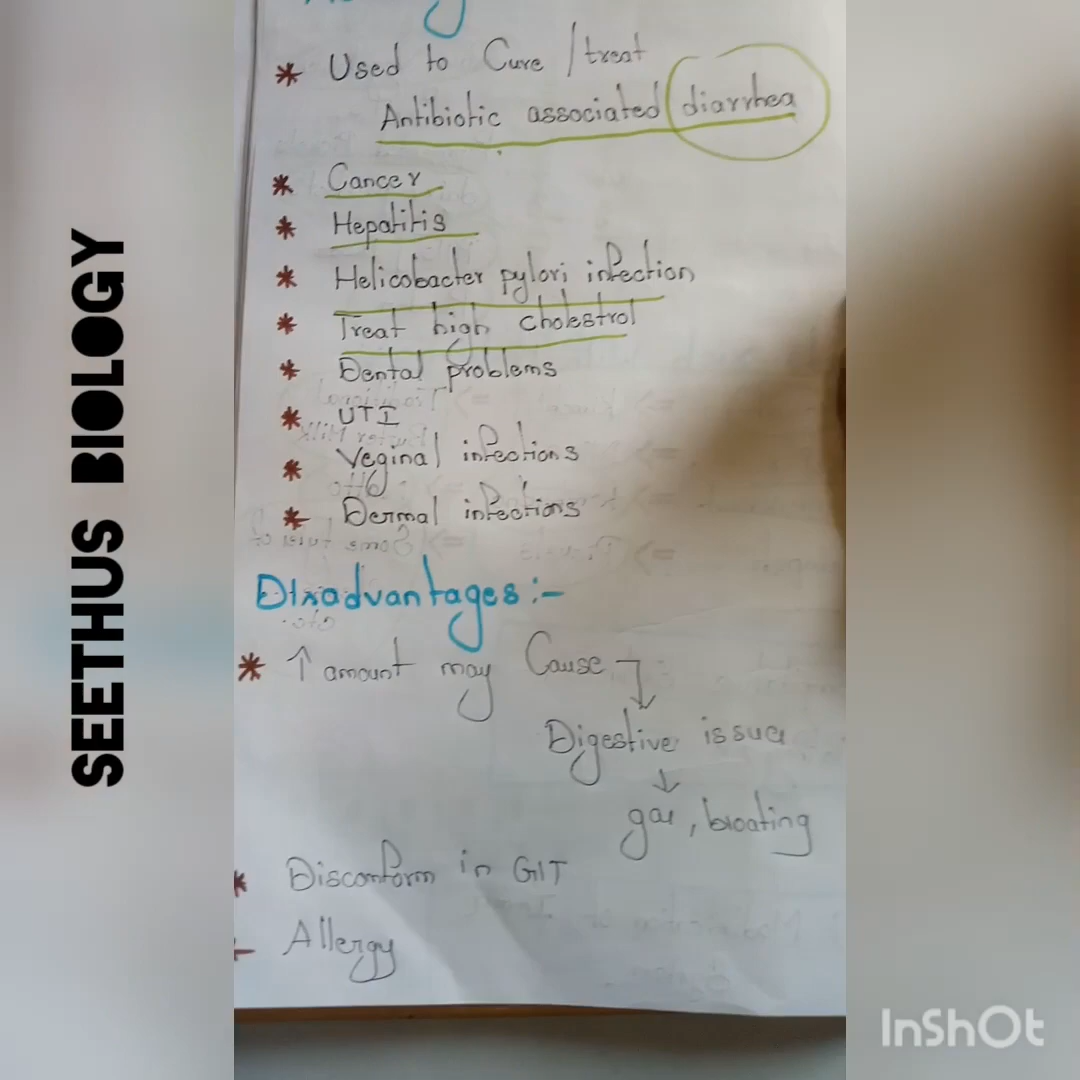 SEETHUS BIOLOGY
* Used to Cure / treat
Antibiotic associated diarrhea
* Cancer
* Hepatitis
* Helicobacter pylori infection
* Treat high cholestrol
* Dental problems
* UTI
* Veginal infections
* Dermal infections
Disadvantages :-
* ↑ amount may Cause
Digestive issues
↓
gas, bloating
* Discomform in GIT
Allergy
InShOt